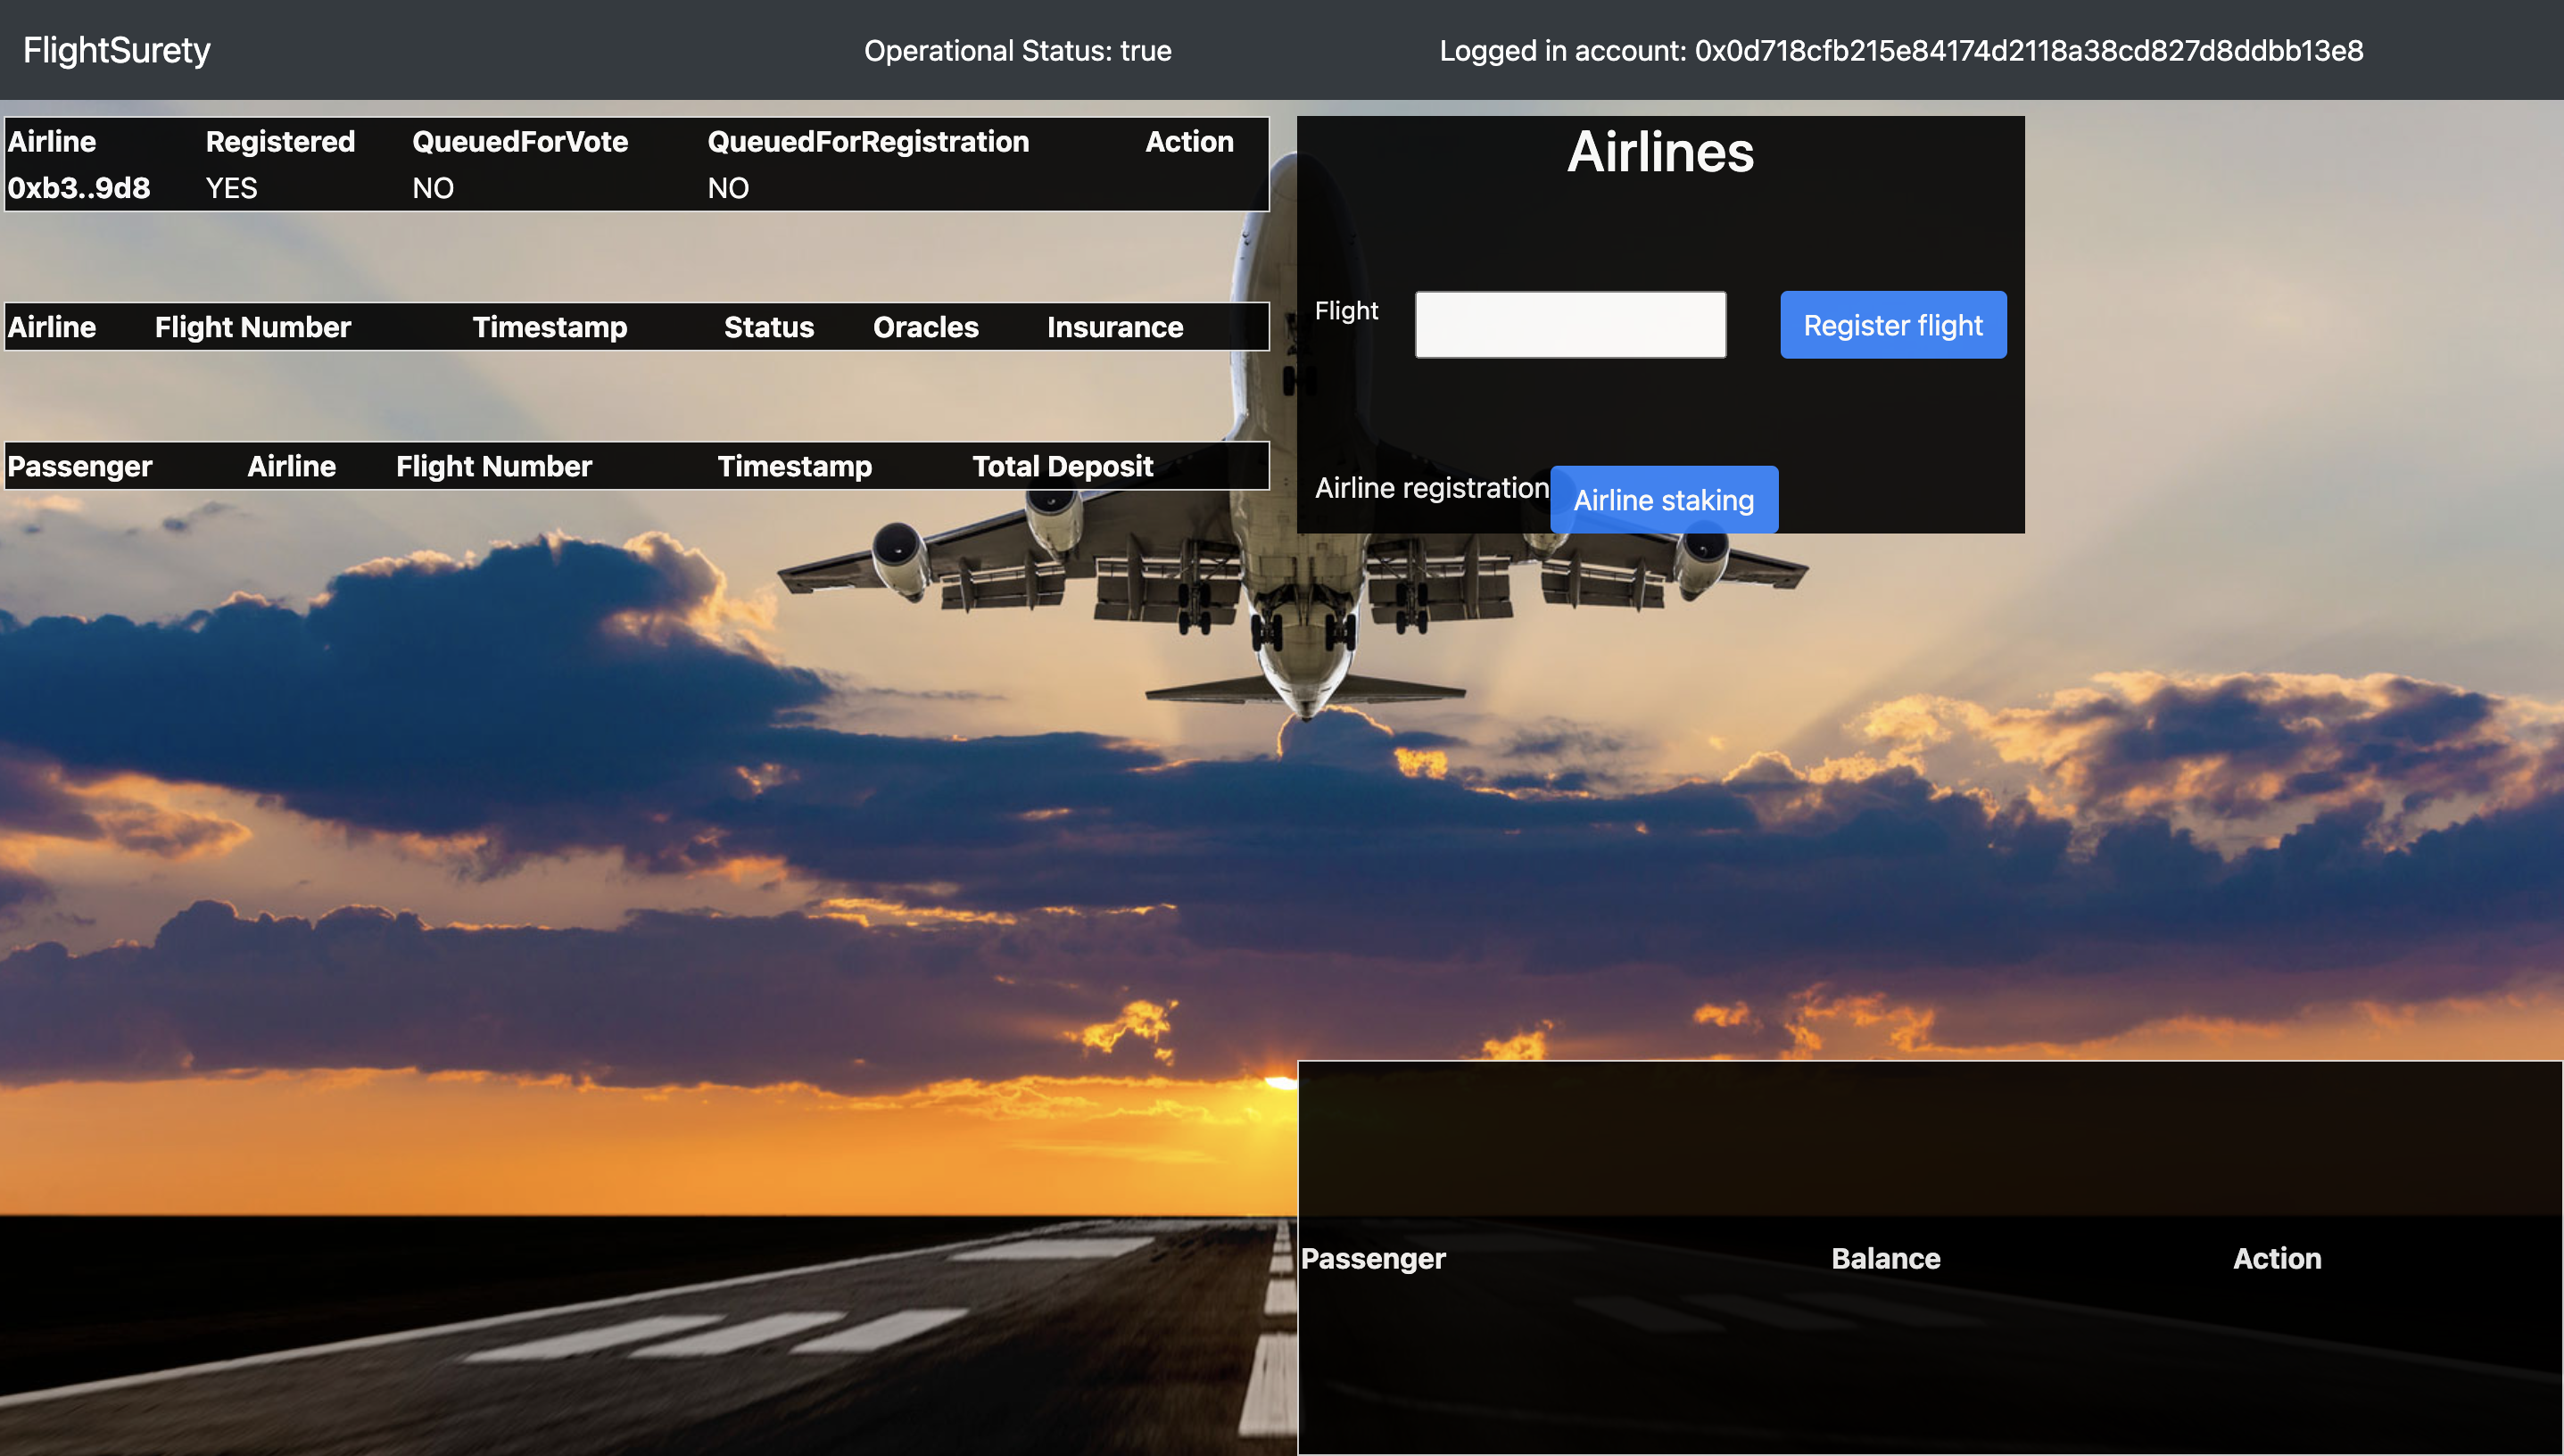 FlightSurety
Operational Status: true
Logged in account: 0x0d718cfb215e84174d2118a38cd827d8ddbb13e8
Airline Registered QueuedForVote QueuedForRegistration Action
0xb3..9d8 YES NO NO
Airline Flight Number Timestamp Status Oracles Insurance
Passenger Airline Flight Number Timestamp Total Deposit
Airlines
Flight
Register flight
Airline registration
Airline staking
Passenger Balance Action